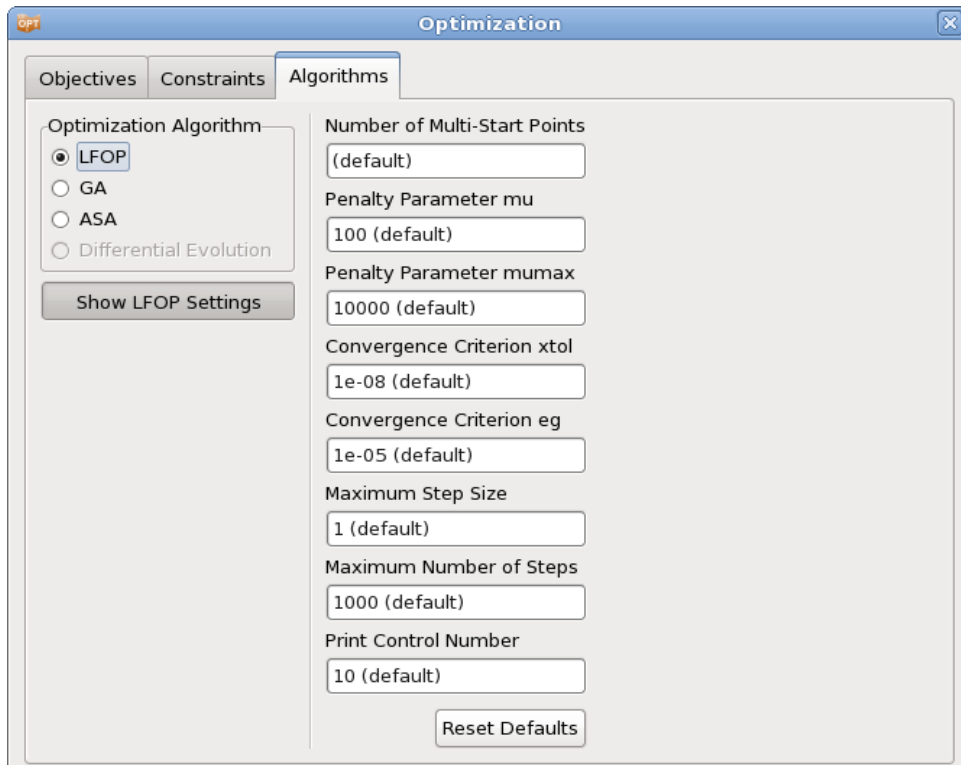 OPT
Optimization
Objectives
Constraints
Algorithms
Optimization Algorithm
LFOP
GA
ASA
Differential Evolution
Show LFOP Settings
Number of Multi-Start Points
(default)
Penalty Parameter mu
100 (default)
Penalty Parameter mumax
10000 (default)
Convergence Criterion xtol
1e-08 (default)
Convergence Criterion eg
1e-05 (default)
Maximum Step Size
1 (default)
Maximum Number of Steps
1000 (default)
Print Control Number
10 (default)
Reset Defaults